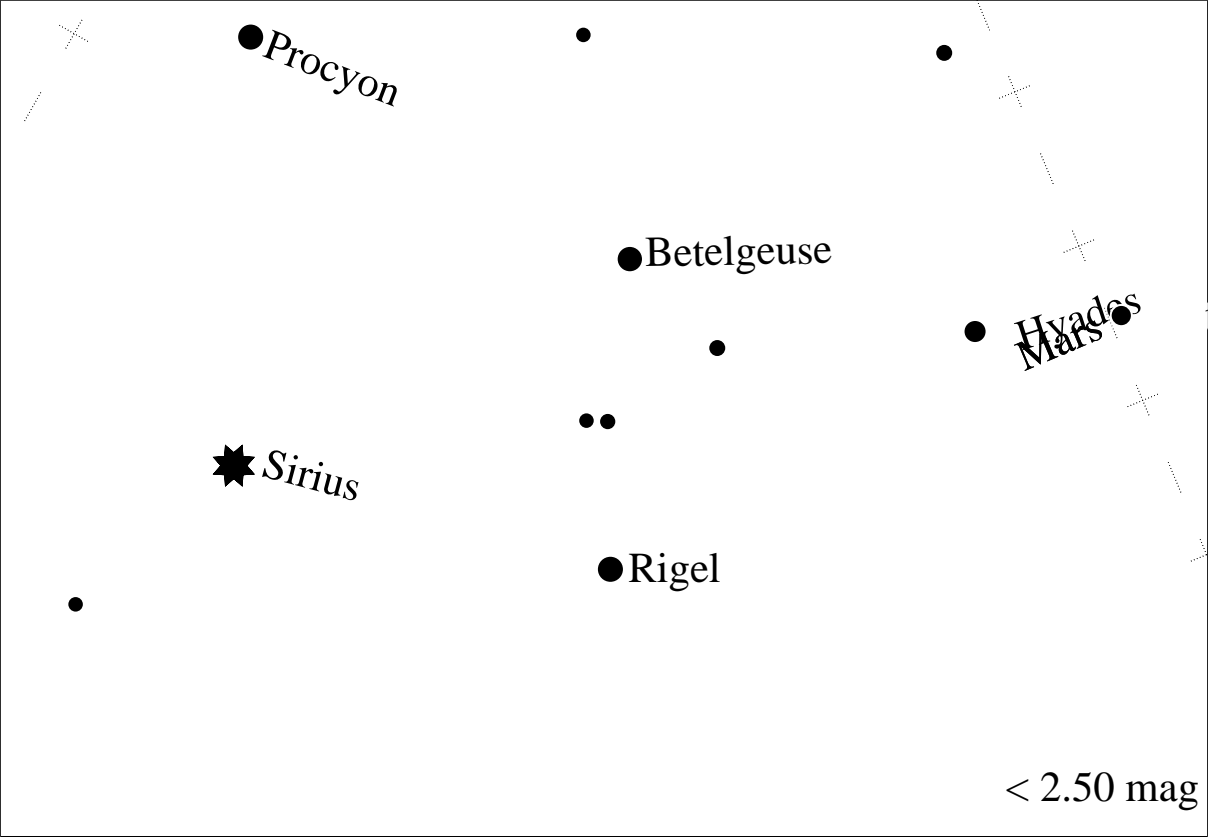 Procyon
Betelgeuse
Hyades
Mars
Sirius
Rigel
< 2.50 mag